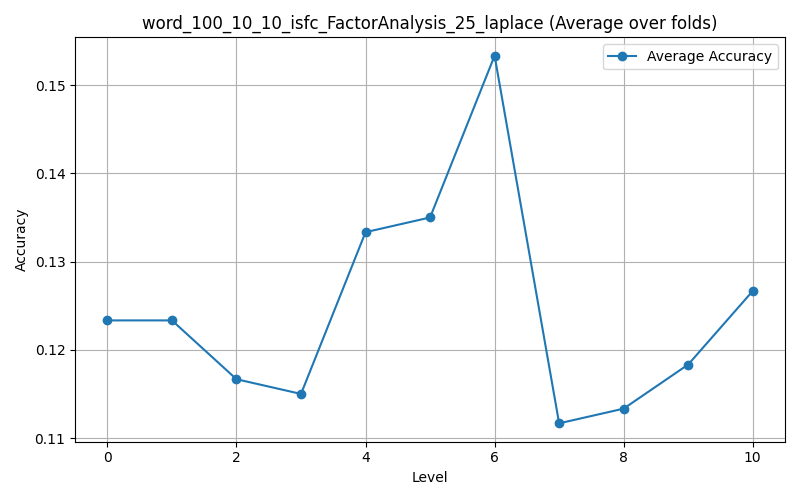 word_100_10_10_isfc_FactorAnalysis_25_laplace (Average over folds)
Average Accuracy
0.15
0.14
0.13
0.12
0.11
Accuracy
0 2 4 6 8 10
Level